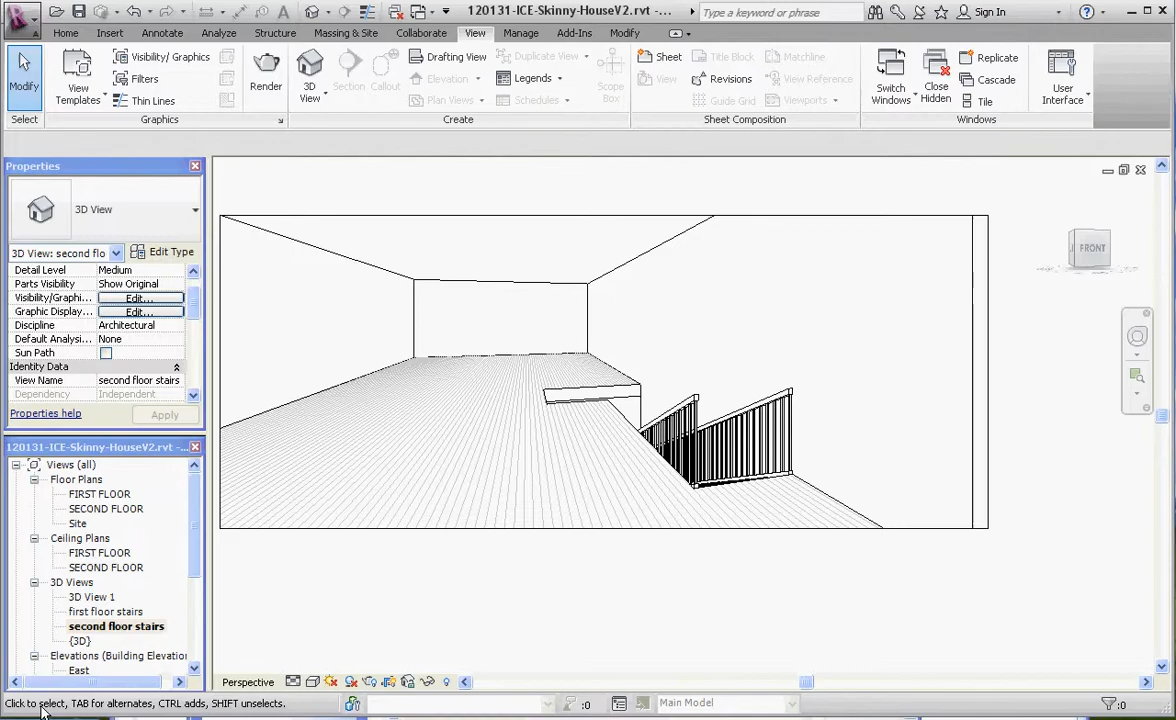 120131-ICE-Skinny-HouseV2.rvt -...
Type a keyword or phrase
Sign In
Home Insert Annotate Analyze Structure Massing & Site Collaborate View Manage Add-Ins Modify
Modify
View Templates
Visibility/ Graphics
Filters
Thin Lines
Render
3D View
Section
Callout
Drafting View
Elevation
Plan Views
Duplicate View
Legends
Schedules
Scope Box
Sheet
View
Title Block
Revisions
Guide Grid
Matchline
View Reference
Viewports
Switch Windows
Close Hidden
Replicate
Cascade
Tile
User Interface
Select Graphics Create Sheet Composition Windows
Properties
3D View
3D View: second flo Edit Type
Detail Level Medium
Parts Visibility Show Original
Visibility/Graphi... Edit...
Graphic Display... Edit...
Discipline Architectural
Default Analysi... None
Sun Path
Identity Data
View Name second floor stairs
Dependency Independent
Properties help Apply
120131-ICE-Skinny-HouseV2.rvt -...
Views (all)
Floor Plans
FIRST FLOOR
SECOND FLOOR
Site
Ceiling Plans
FIRST FLOOR
SECOND FLOOR
3D Views
3D View 1
first floor stairs
second floor stairs
{3D}
Elevations (Building Elevation
East
FRONT
Perspective
Click to select, TAB for alternates, CTRL adds, SHIFT unselects.
:0
Main Model
:0